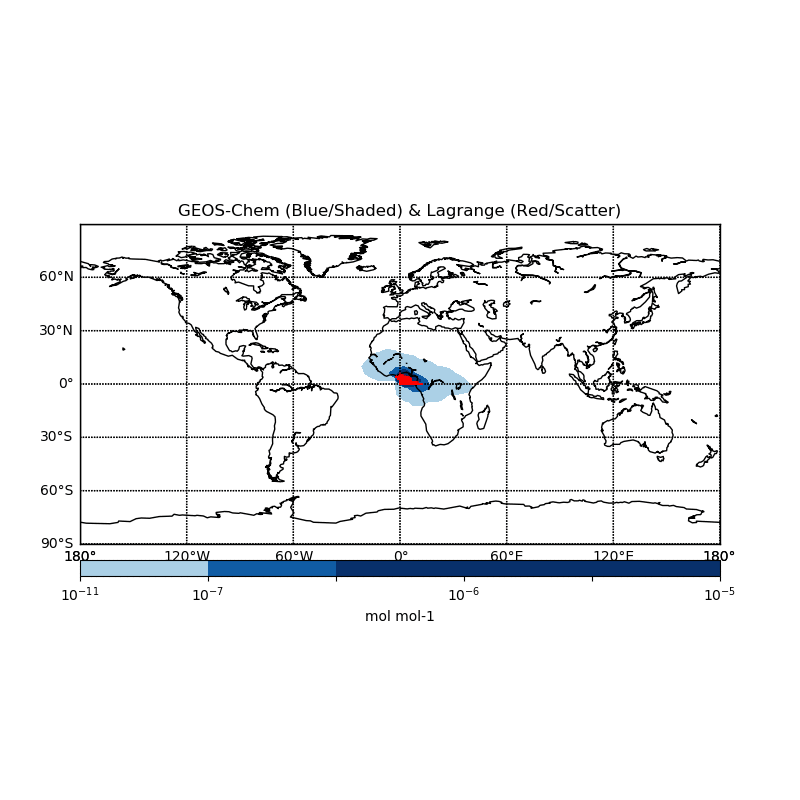 GEOS-Chem (Blue/Shaded) & Lagrange (Red/Scatter)
60°N
30°N
0°
30°S
60°S
90°S
180° 120°W 60°W 0° 60°E 120°E 180°
10⁻¹¹ 10⁻⁷ 10⁻⁶ 10⁻⁵
mol mol-1